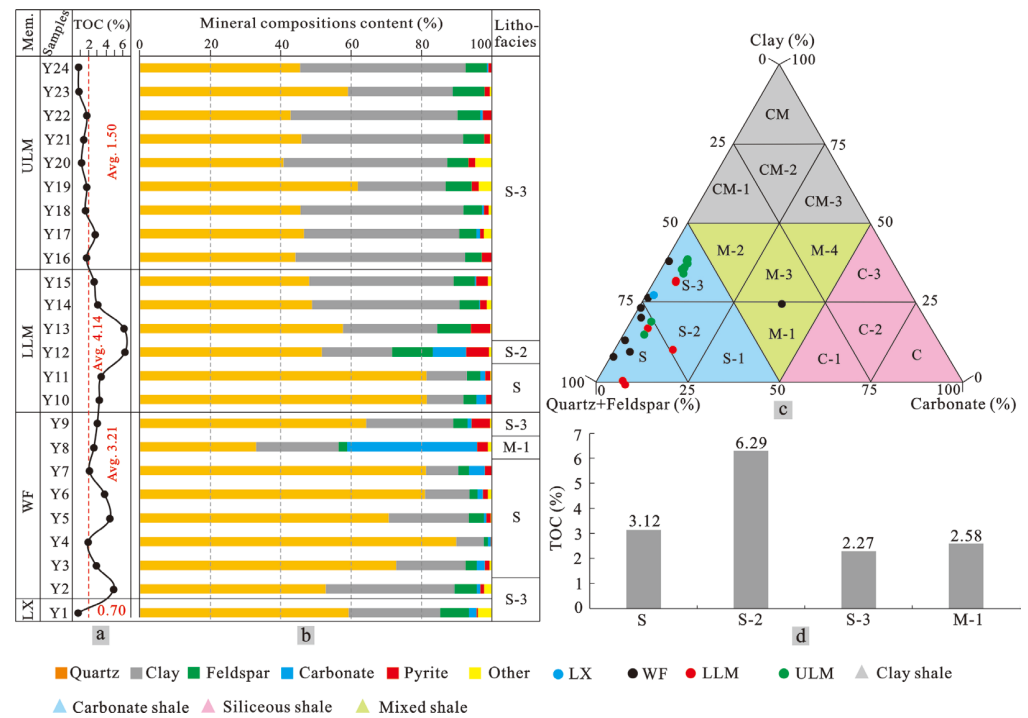 Mem.
Samples
TOC (%)
2 4 6
Mineral compositions content (%)
0 20 40 60 80 100
Litho-
facies
ULM
LLM
WF
LX
Y24
Y23
Y22
Y21
Y20
Y19
Y18
Y17
Y16
Y15
Y14
Y13
Y12
Y11
Y10
Y9
Y8
Y7
Y6
Y5
Y4
Y3
Y2
Y1
Avg. 1.50
Avg. 4.14
Avg. 3.21
0.70
S-3
S-2
S
S-3
M-1
S
S-3
a
b
Clay (%)
0 100
CM
25 75
CM-2
CM-1 CM-3
50 50
M-2 M-4
S-3 M-3 C-3
75 25
S-2 M-1 C-2
S S-1 C-1 C
100 0 25 50 75 100 0
Quartz+Feldspar (%) Carbonate (%)
c
TOC (%)
7
6
5
4
3
2
1
0
3.12
6.29
2.27
2.58
S S-2 S-3 M-1
d
Quartz Clay Feldspar Carbonate Pyrite Other LX WF LLM ULM Clay shale
Carbonate shale Siliceous shale Mixed shale